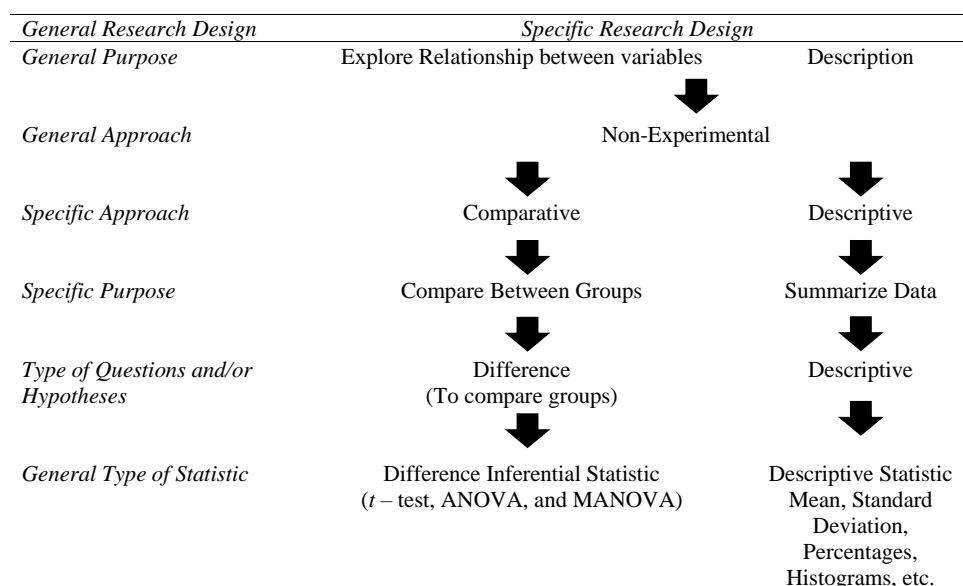 General Research Design Specific Research Design
General Purpose Explore Relationship between variables Description
General Approach Non-Experimental
Specific Approach Comparative Descriptive
Specific Purpose Compare Between Groups Summarize Data
Type of Questions and/or Difference Descriptive
Hypotheses (To compare groups)
General Type of Statistic Difference Inferential Statistic Descriptive Statistic
(t – test, ANOVA, and MANOVA) Mean, Standard
Deviation,
Percentages,
Histograms, etc.